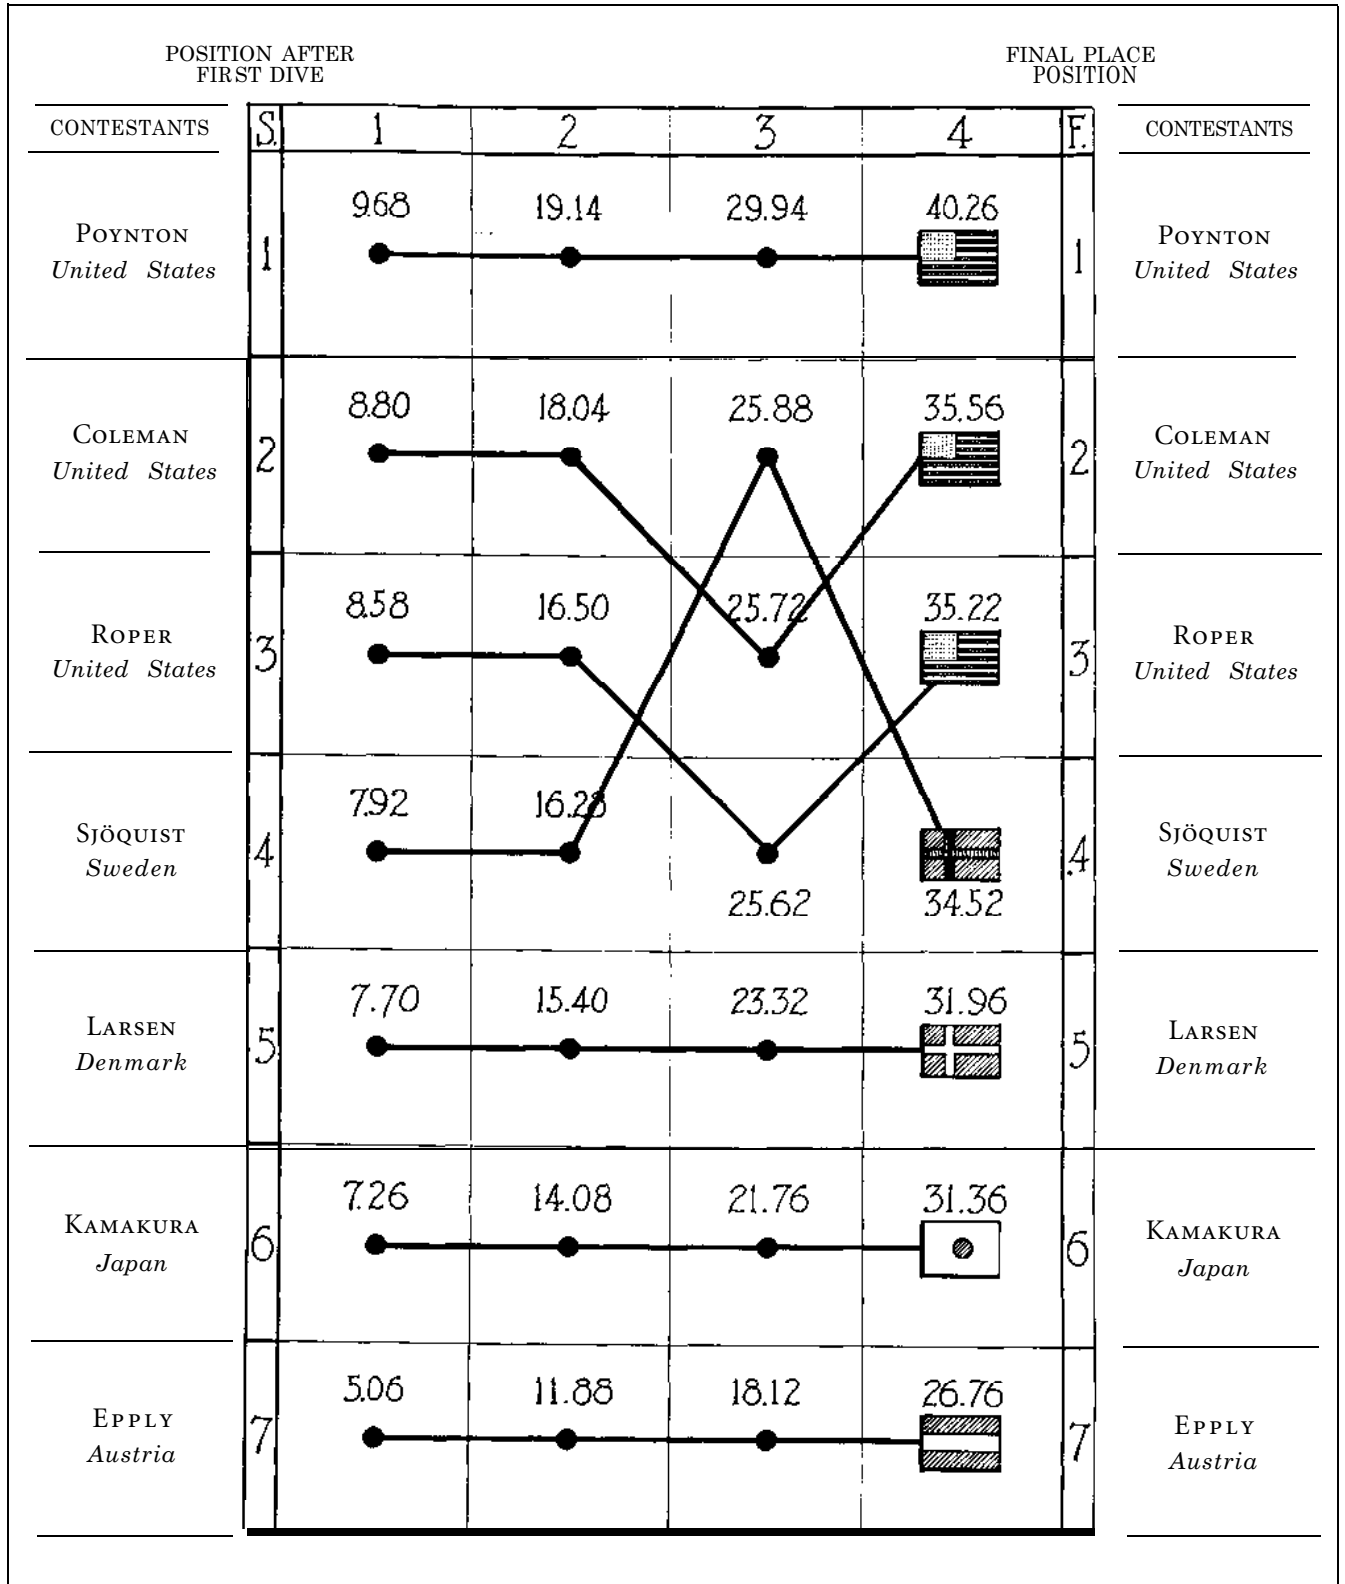 POSITION AFTER
FIRST DIVE
FINAL PLACE
POSITION
CONTESTANTS S. 1 2 3 4 F. CONTESTANTS
9.68 19.14 29.94 40.26
POYNTON
United States
1
1
POYNTON
United States
8.80 18.04 25.88 35.56
COLEMAN
United States
2
2
COLEMAN
United States
8.58 16.50 25.72 35.22
ROPER
United States
3
3
ROPER
United States
7.92 16.28
SJÖQUIST
Sweden
4
4
SJÖQUIST
Sweden
25.62 34.52
7.70 15.40 23.32 31.96
LARSEN
Denmark
5
5
LARSEN
Denmark
7.26 14.08 21.76 31.36
KAMAKURA
Japan
6
6
KAMAKURA
Japan
5.06 11.88 18.12 26.76
EPPLY
Austria
7
7
EPPLY
Austria